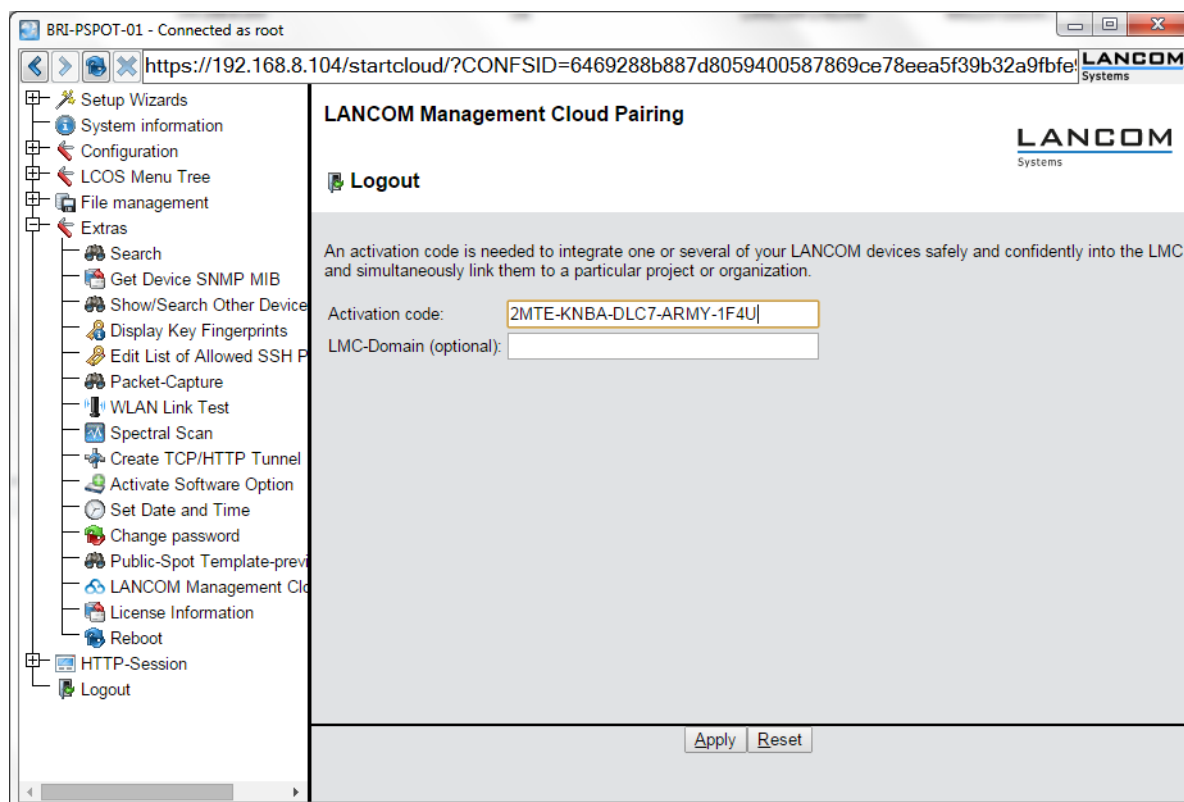 BRI-PSPOT-01 - Connected as root
https://192.168.8.104/startcloud/?CONFSID=6469288b887d8059400587869ce78eea5f39b32a9fbfe
LANCOM
Systems
Setup Wizards
System information
Configuration
LCOS Menu Tree
File management
Extras
Search
Get Device SNMP MIB
Show/Search Other Device
Display Key Fingerprints
Edit List of Allowed SSH P
Packet-Capture
WLAN Link Test
Spectral Scan
Create TCP/HTTP Tunnel
Activate Software Option
Set Date and Time
Change password
Public-Spot Template-previ
LANCOM Management Clo
License Information
Reboot
HTTP-Session
Logout
LANCOM Management Cloud Pairing
LANCOM
Systems
Logout
An activation code is needed to integrate one or several of your LANCOM devices safely and confidently into the LMC
and simultaneously link them to a particular project or organization.
Activation code: 2MTE-KNBA-DLC7-ARMY-1F4U
LMC-Domain (optional):
Apply Reset